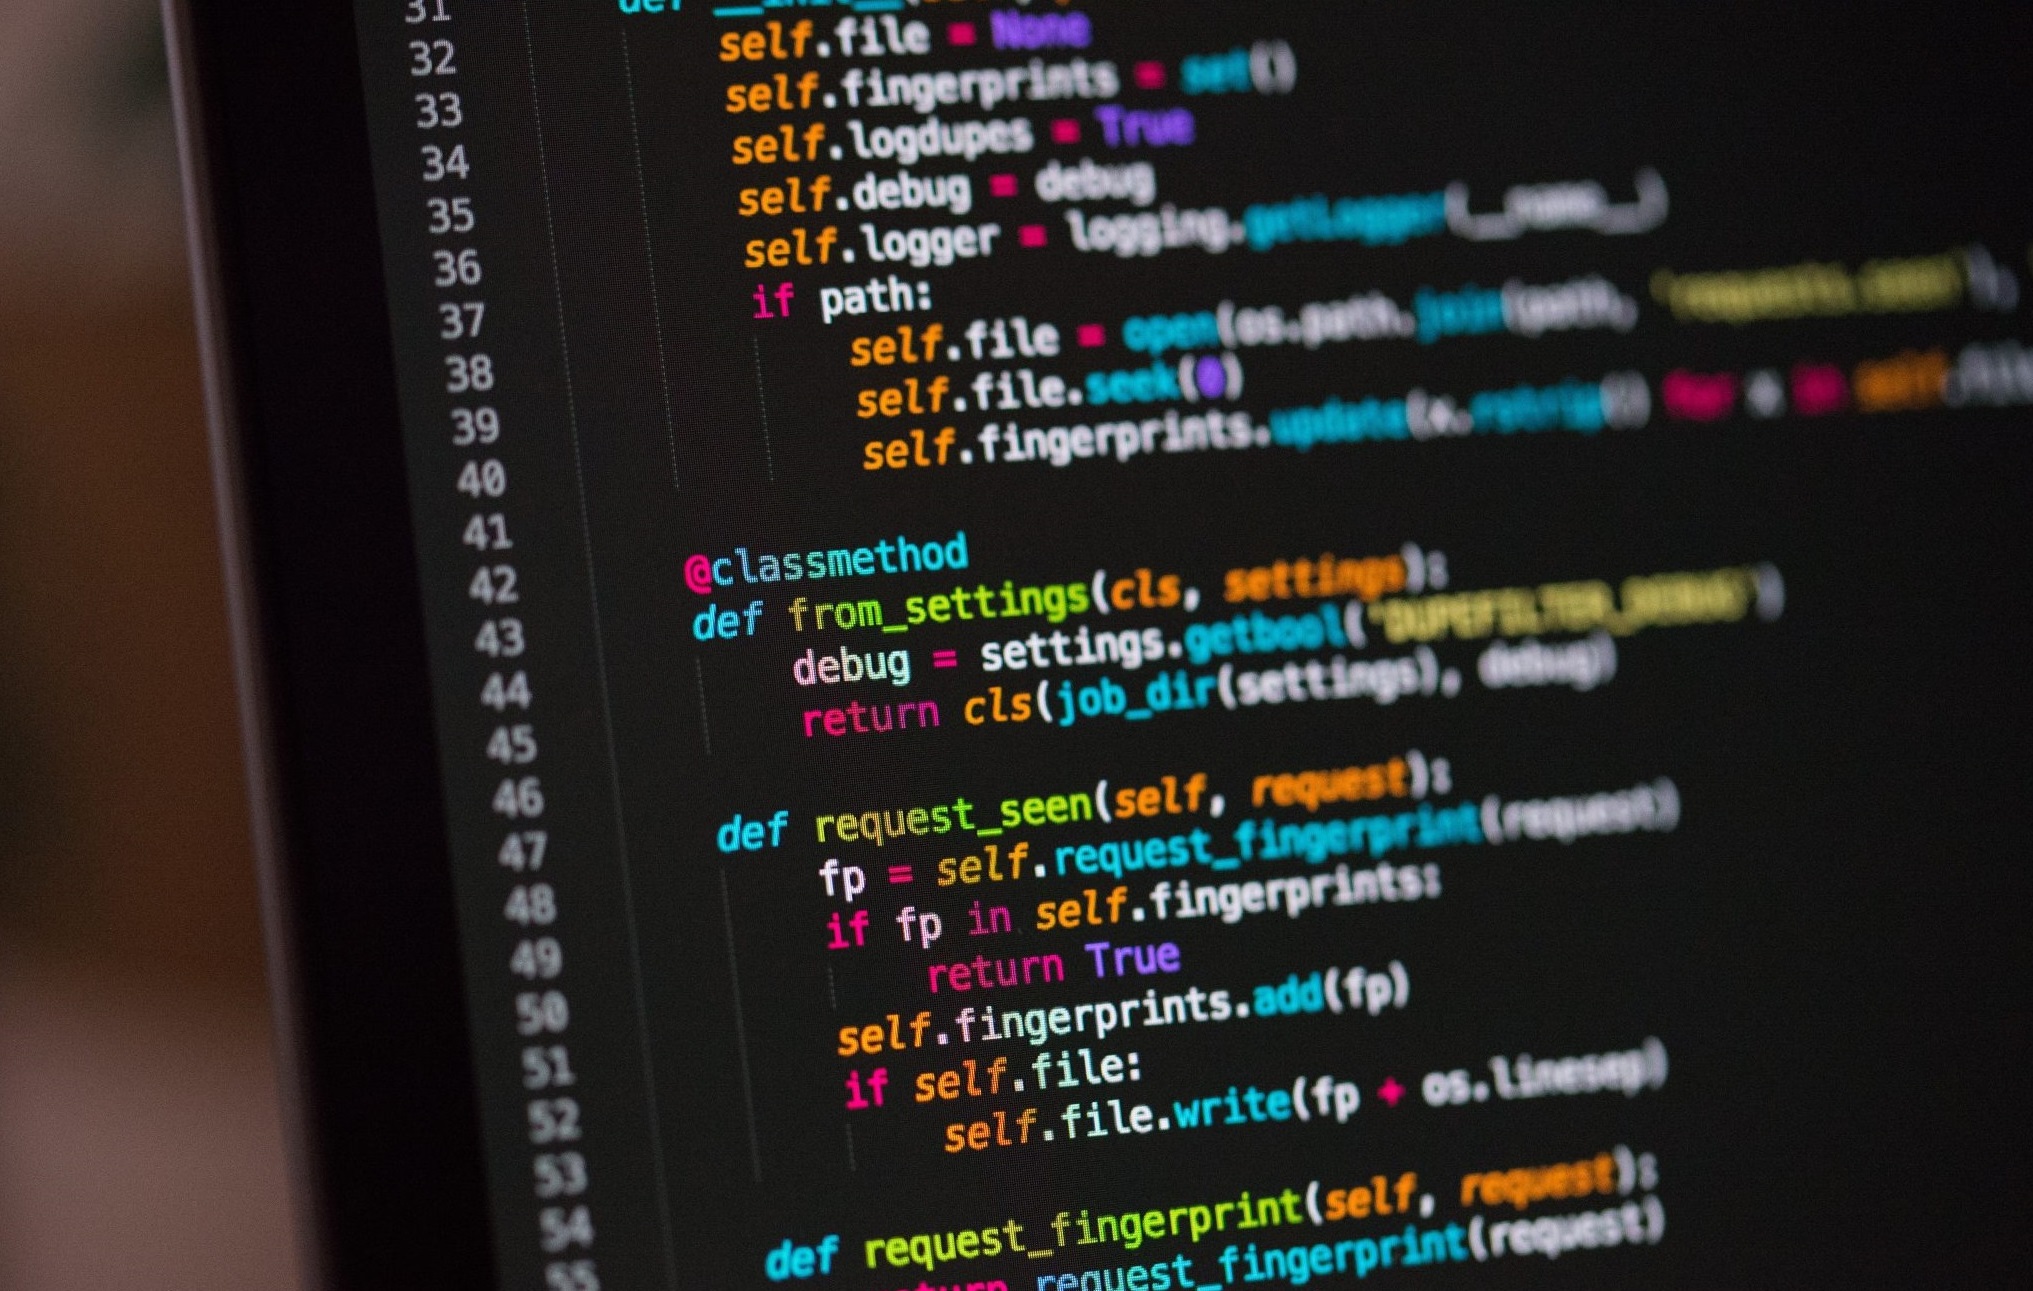 31 def __init__(
32 self.file = None
33 self.fingerprints = set()
34 self.logdupes = True
35 self.debug = debug
36 self.logger = logging.getLogger(__name__)
37 if path:
38 self.file = open(os.path.join(path,
39 self.file.seek(0)
40 self.fingerprints.update(x.rstrip() for x in self.
41
42 @classmethod
43 def from_settings(cls, settings):
44 debug = settings.getbool('DUPEFILTER_DEBUG')
45 return cls(job_dir(settings), debug)
46
47 def request_seen(self, request):
48 fp = self.request_fingerprint(request)
49 if fp in self.fingerprints:
50 return True
51 self.fingerprints.add(fp)
52 if self.file:
53 self.file.write(fp + os.linesep)
54
55 def request_fingerprint(self, request):
return request_fingerprint(request)